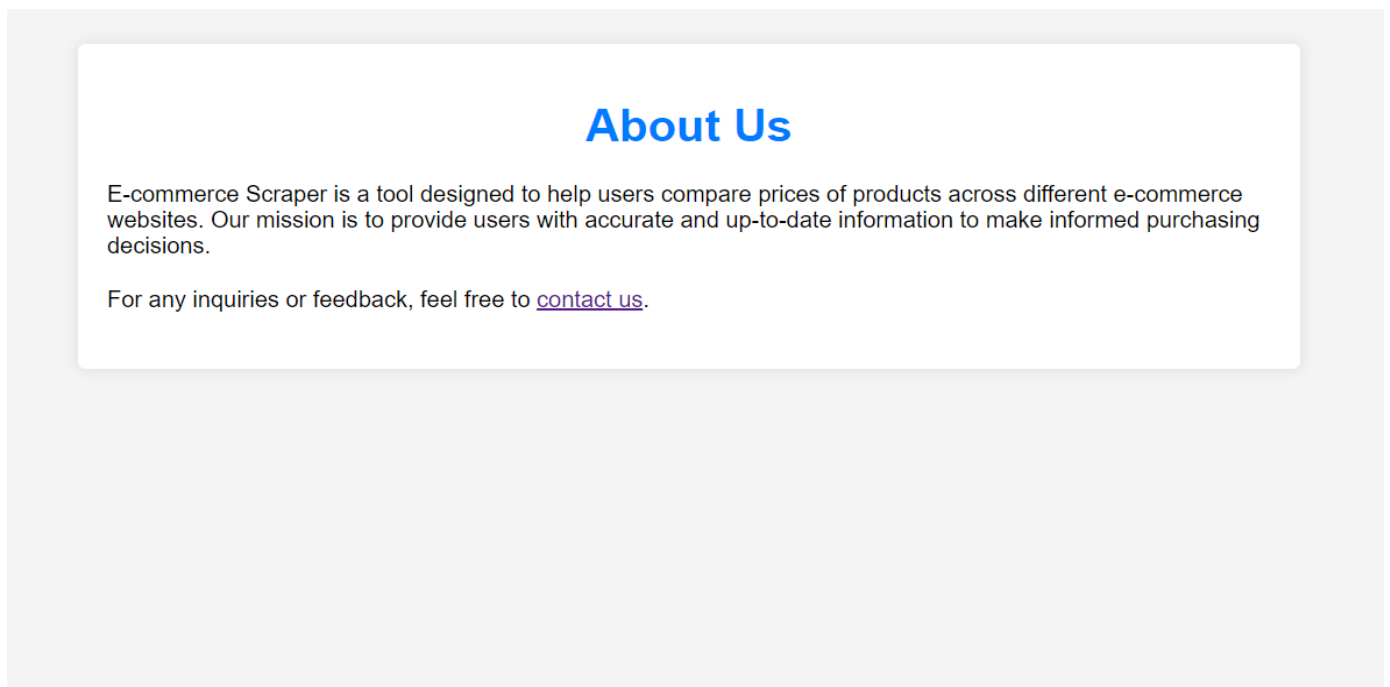 About Us
E-commerce Scraper is a tool designed to help users compare prices of products across different e-commerce
websites. Our mission is to provide users with accurate and up-to-date information to make informed purchasing
decisions.
For any inquiries or feedback, feel free to contact us.